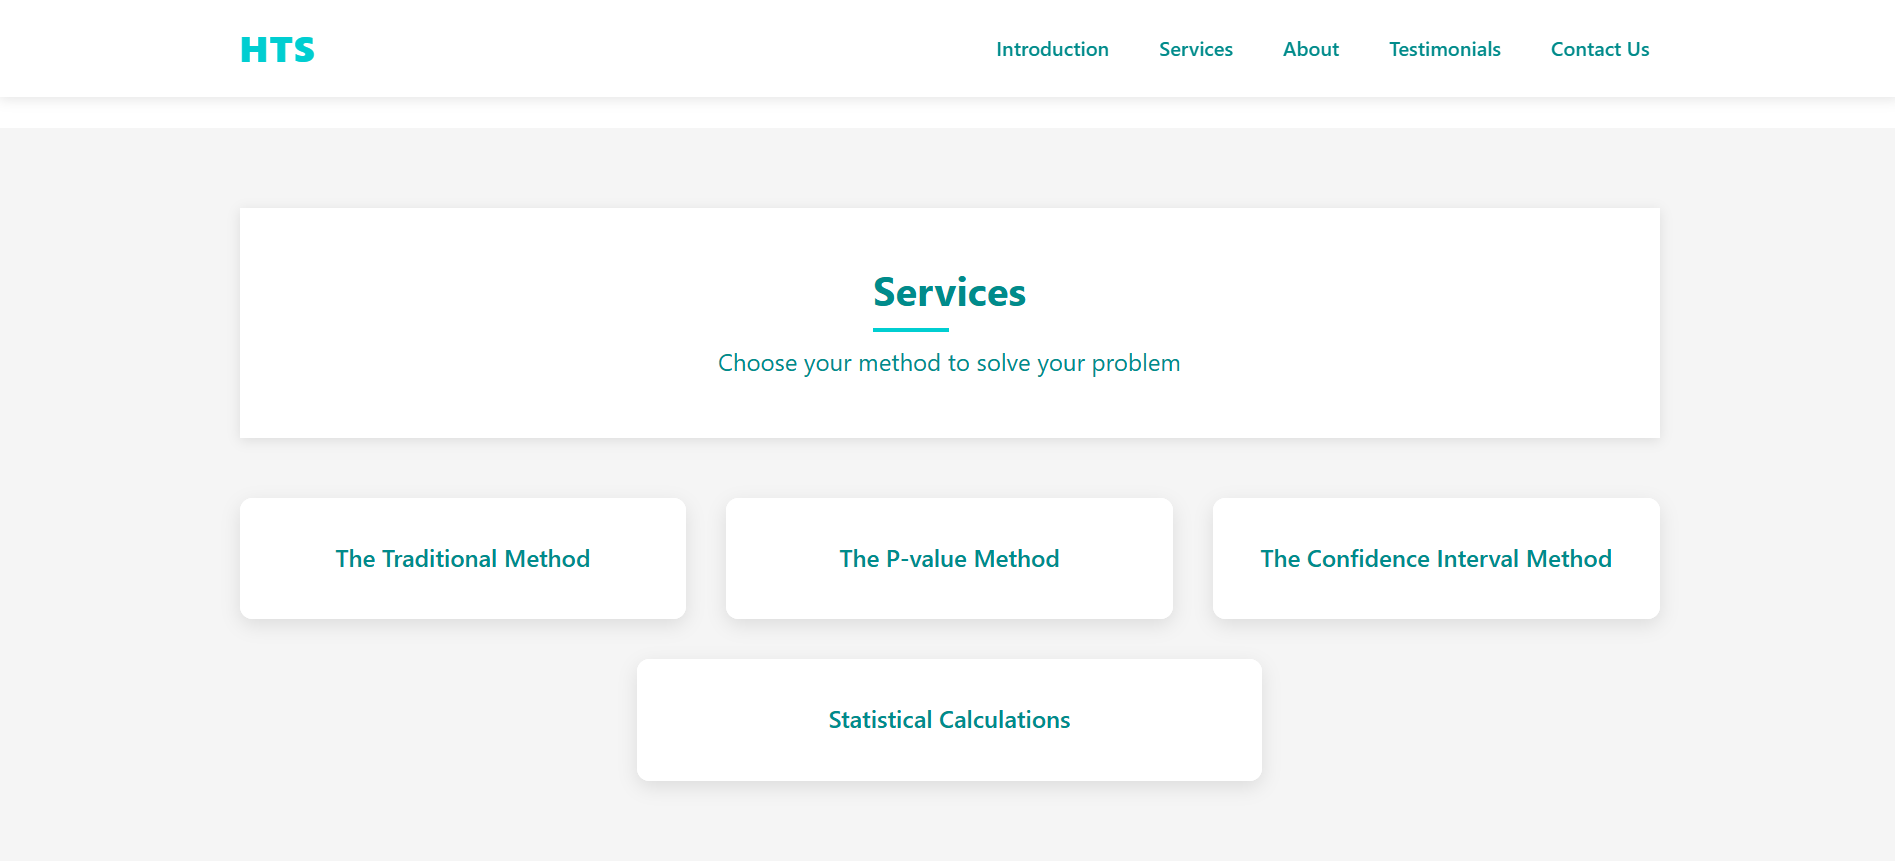 HTS
Introduction Services About Testimonials Contact Us
Services
Choose your method to solve your problem
The Traditional Method
The P-value Method
The Confidence Interval Method
Statistical Calculations